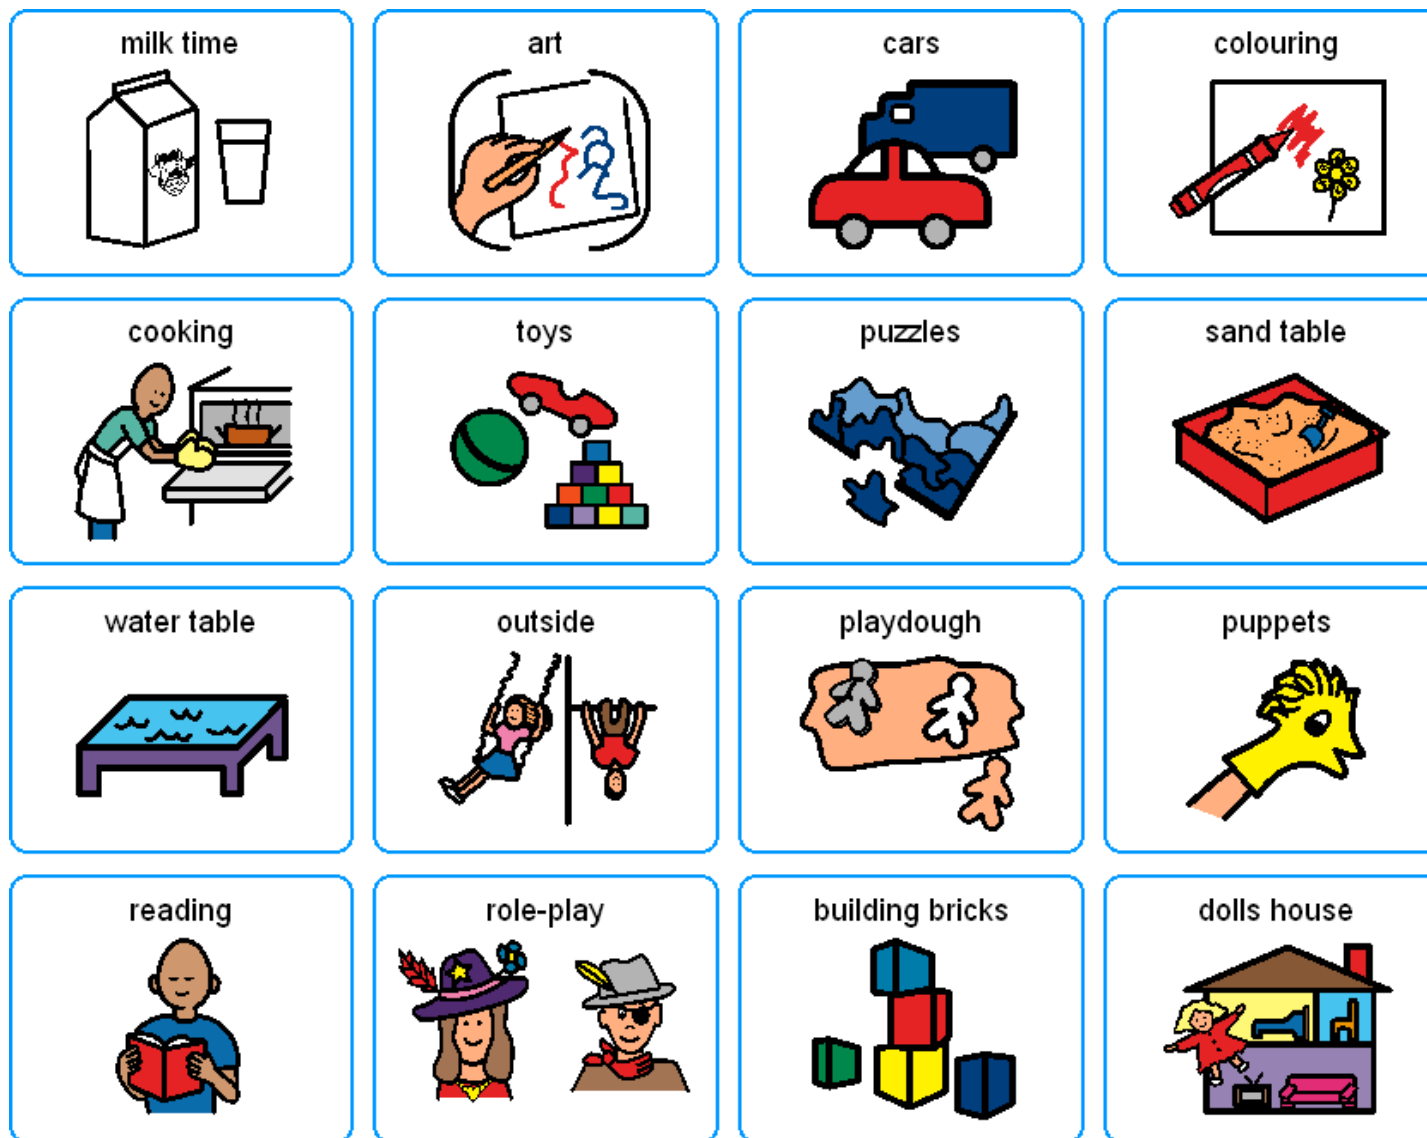 milk time
art
cars
colouring
cooking
toys
puzzles
sand table
water table
outside
playdough
puppets
reading
role-play
building bricks
dolls house